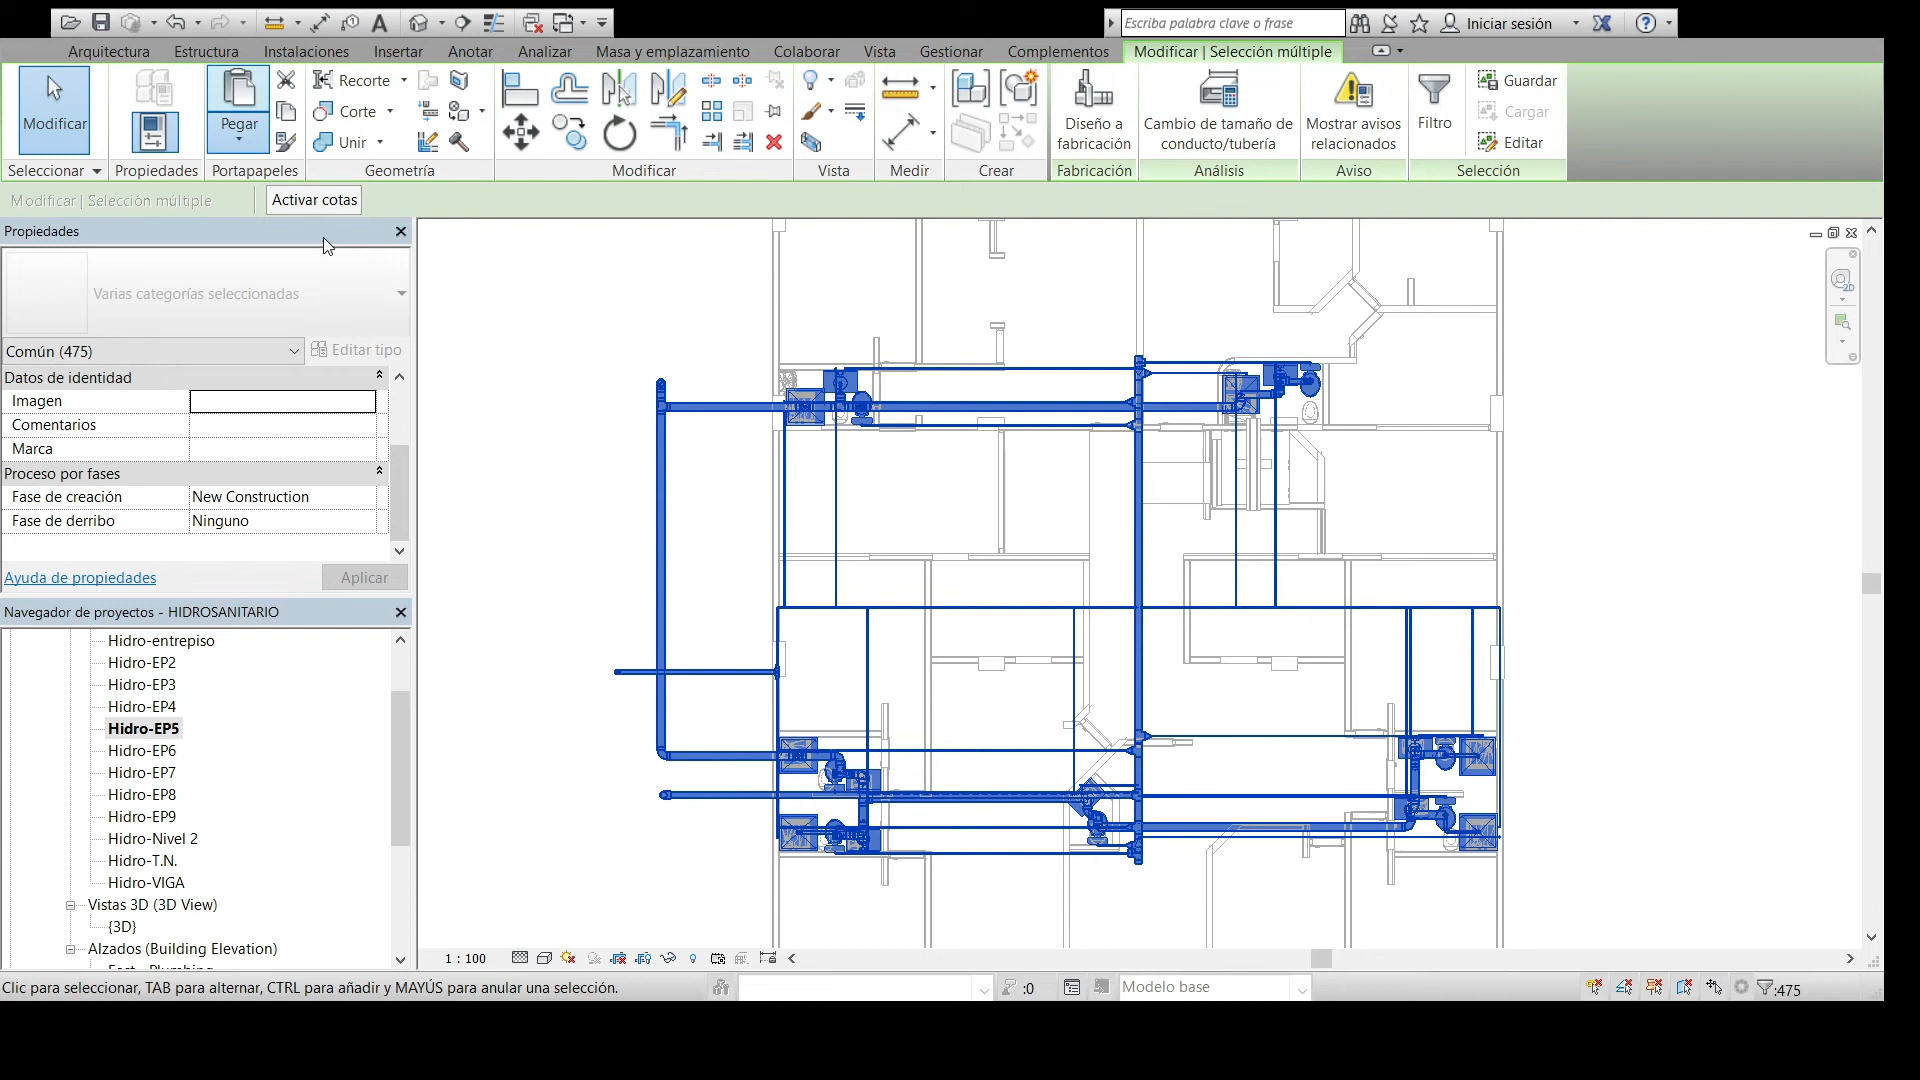 Escriba palabra clave o frase
Iniciar sesión
Arquitectura Estructura Instalaciones Insertar Anotar Analizar Masa y emplazamiento Colaborar Vista Gestionar Complementos Modificar | Selección múltiple
Modificar
Pegar
Recorte
Corte
Unir
Diseño a
fabricación
Cambio de tamaño de
conducto/tubería
Mostrar avisos
relacionados
Filtro
Guardar
Cargar
Editar
Seleccionar Propiedades Portapapeles Geometría Modificar Vista Medir Crear Fabricación Análisis Aviso Selección
Modificar | Selección múltiple
Activar cotas
Propiedades
Varias categorías seleccionadas
Común (475)
Editar tipo
Datos de identidad
Imagen
Comentarios
Marca
Proceso por fases
Fase de creación New Construction
Fase de derribo Ninguno
Ayuda de propiedades
Aplicar
Navegador de proyectos - HIDROSANITARIO
Hidro-entrepiso
Hidro-EP2
Hidro-EP3
Hidro-EP4
Hidro-EP5
Hidro-EP6
Hidro-EP7
Hidro-EP8
Hidro-EP9
Hidro-Nivel 2
Hidro-T.N.
Hidro-VIGA
Vistas 3D (3D View)
{3D}
Alzados (Building Elevation)
2D
1 : 100
Clic para seleccionar, TAB para alternar, CTRL para añadir y MAYÚS para anular una selección.
:0
Modelo base
:475